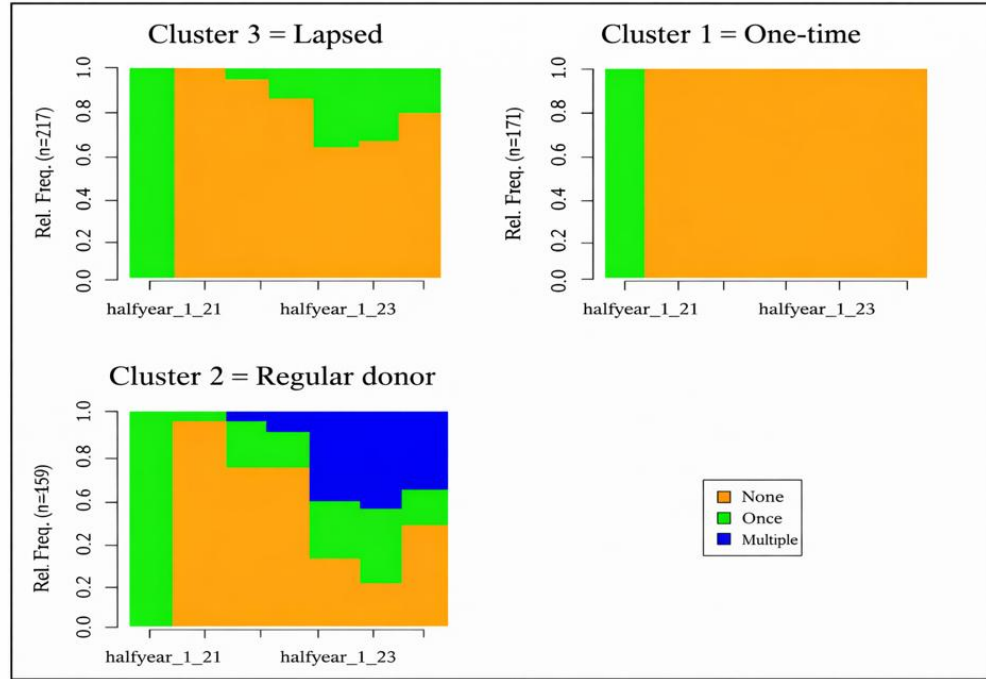 Cluster 3 = Lapsed
Rel. Freq. (n=217)
1.0
0.8
0.6
0.4
0.2
0.0
halfyear_1_21
halfyear_1_23
Cluster 1 = One-time
Rel. Freq. (n=171)
1.0
0.8
0.6
0.4
0.2
0.0
halfyear_1_21
halfyear_1_23
Cluster 2 = Regular donor
Rel. Freq. (n=159)
1.0
0.8
0.6
0.4
0.2
0.0
halfyear_1_21
halfyear_1_23
None
Once
Multiple